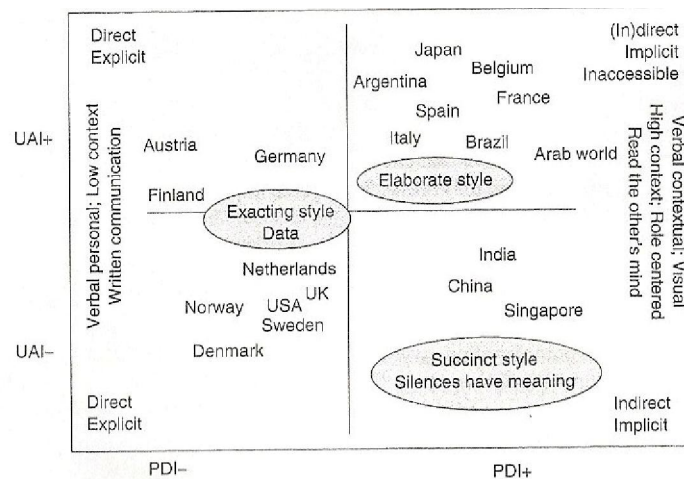 Direct
Explicit
(In)direct
Implicit
Inaccessible
Japan
Belgium
Argentina
France
Spain
UAI+
Austria
Italy
Brazil
Germany
Arab world
Finland
Elaborate style
Exacting style
Data
Verbal personal; Low context
Written communication
Verbal contextual; Visual
High context; Role centered
Read the other's mind
India
Netherlands
China
UK
Norway
USA
Singapore
Sweden
UAI–
Denmark
Succinct style
Silences have meaning
Direct
Explicit
Indirect
Implicit
PDI–
PDI+